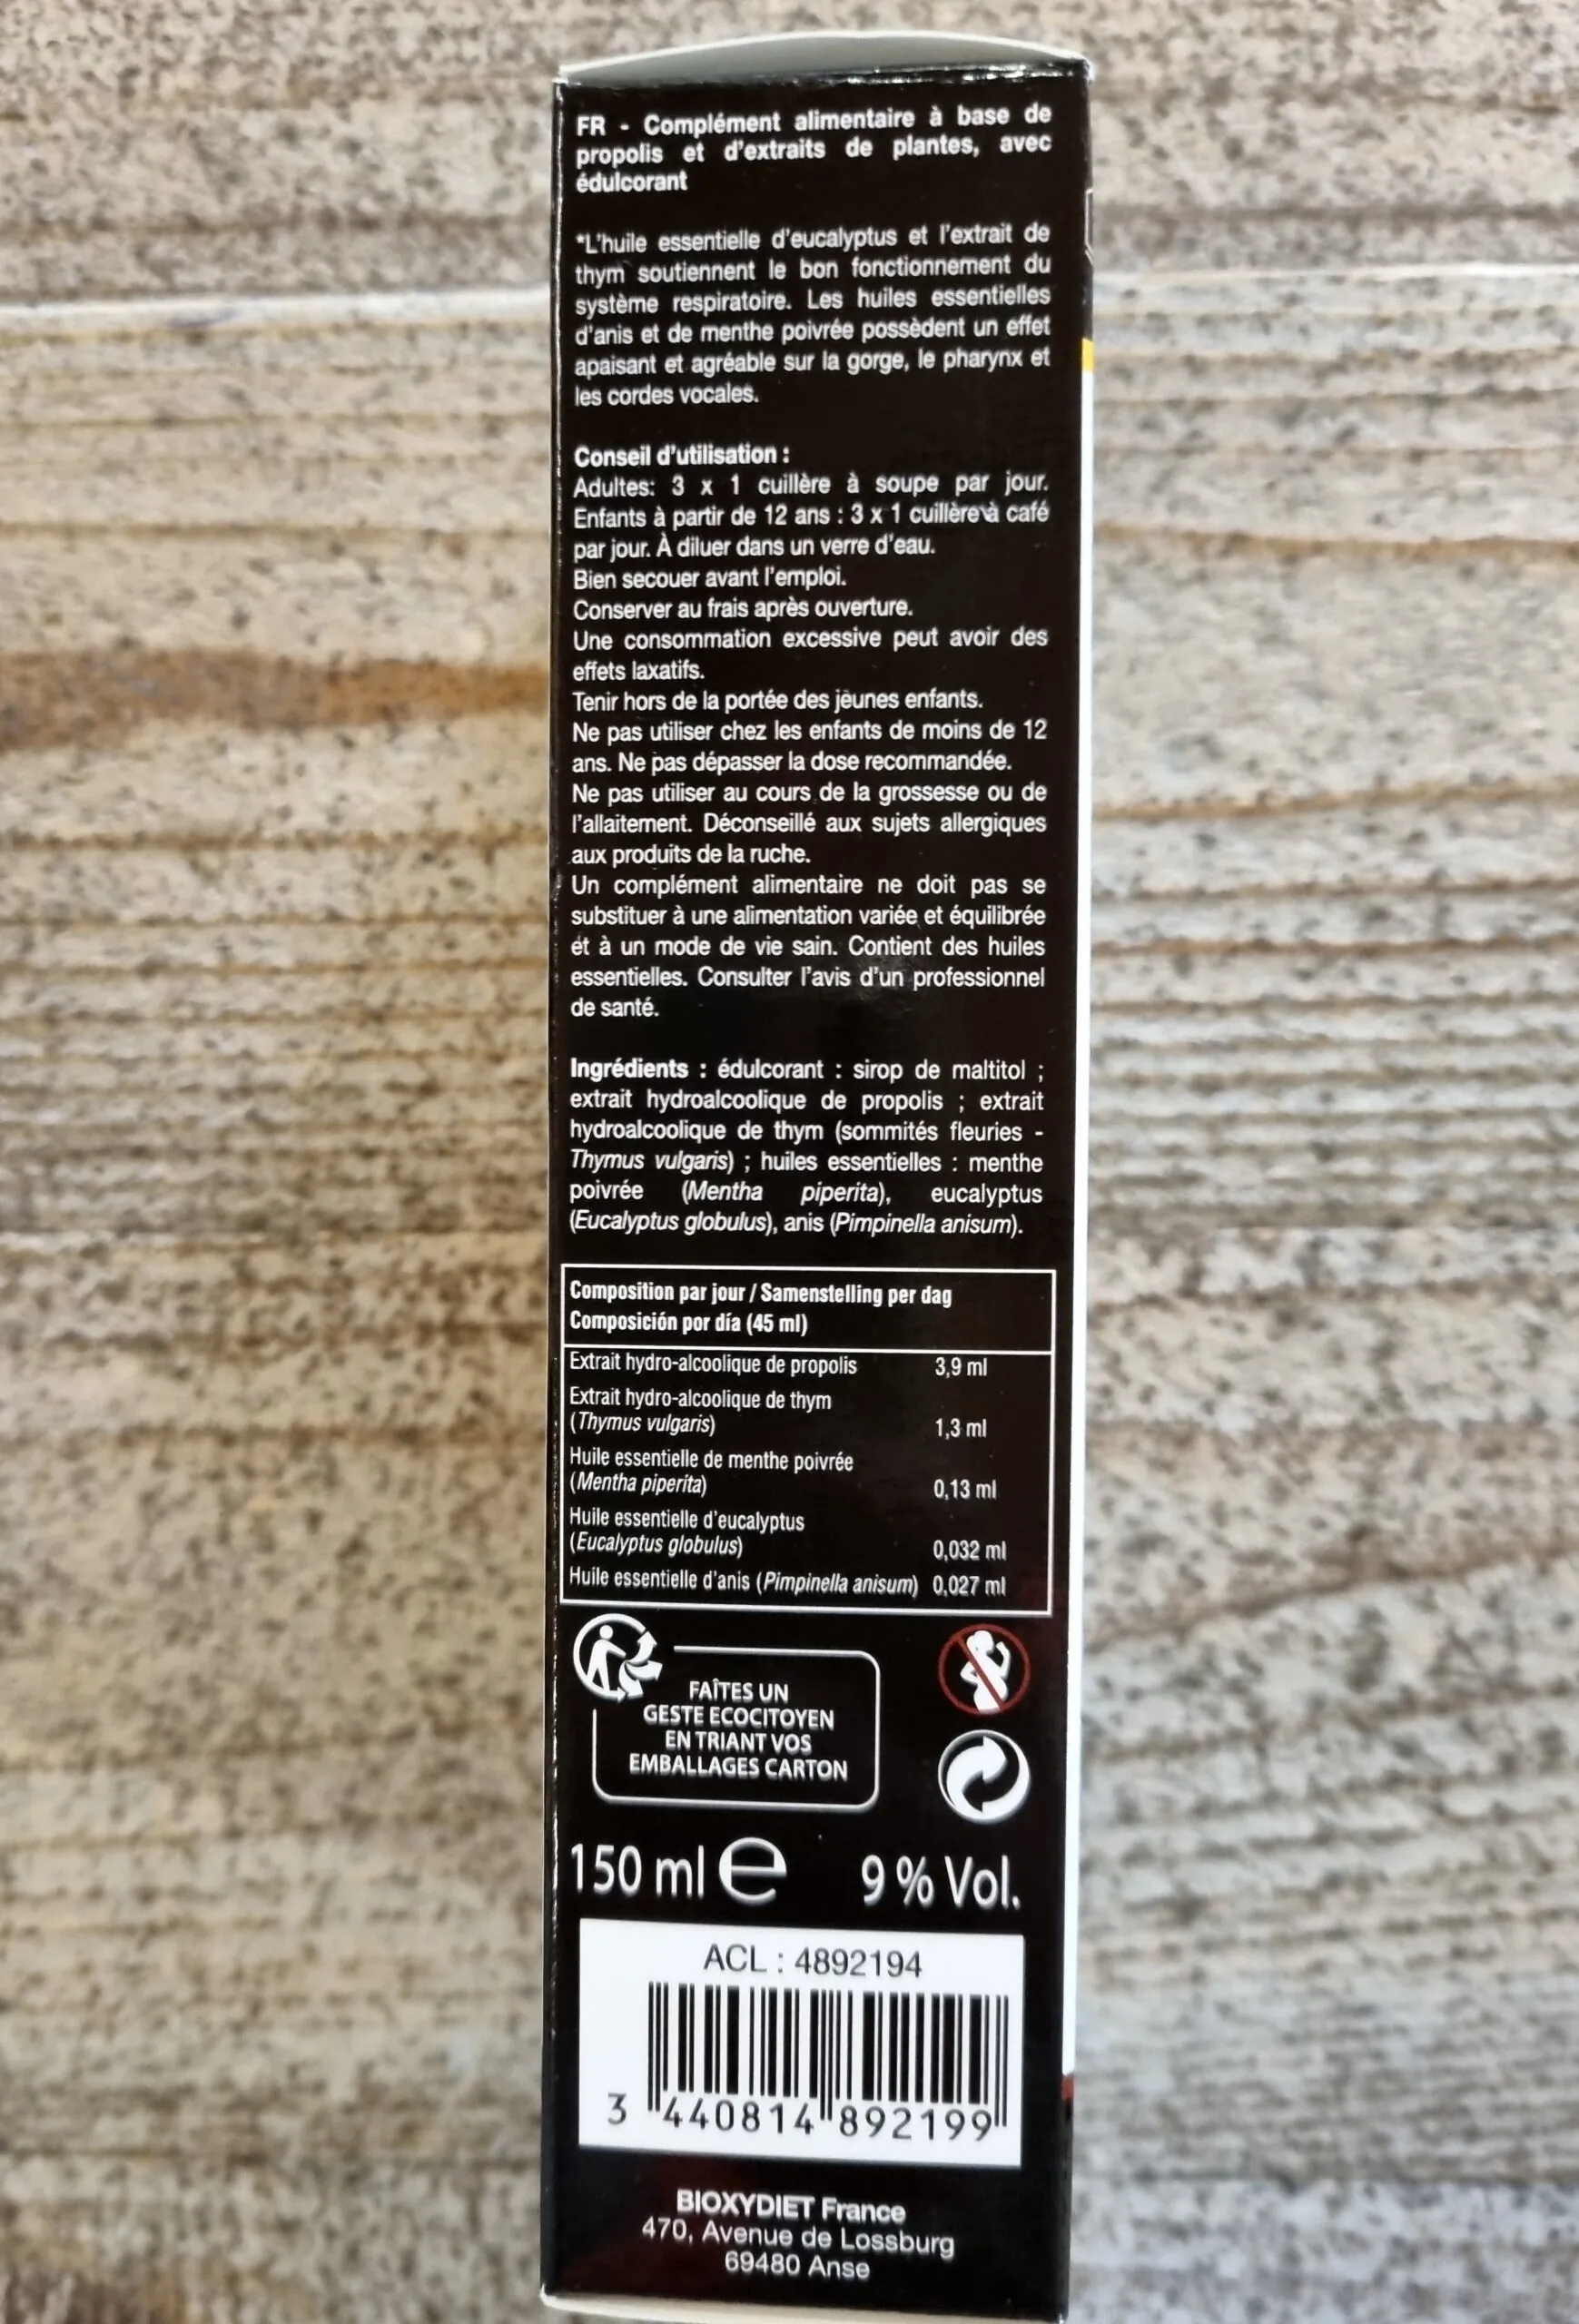 FR - Complément alimentaire à base de
propolis et d'extraits de plantes, avec
édulcorant
*L'huile essentielle d'eucalyptus et l'extrait de
thym soutiennent le bon fonctionnement du
système respiratoire. Les huiles essentielles
d'anis et de menthe poivrée possèdent un effet
apaisant et agréable sur la gorge, le pharynx et
les cordes vocales.
Conseil d'utilisation :
Adultes: 3 x 1 cuillère à soupe par jour.
Enfants à partir de 12 ans : 3 x 1 cuillère à café
par jour. À diluer dans un verre d'eau.
Bien secouer avant l'emploi.
Conserver au frais après ouverture.
Une consommation excessive peut avoir des
effets laxatifs.
Tenir hors de la portée des jeunes enfants.
Ne pas utiliser chez les enfants de moins de 12
ans. Ne pas dépasser la dose recommandée.
Ne pas utiliser au cours de la grossesse ou de
l'allaitement. Déconseillé aux sujets allergiques
aux produits de la ruche.
Un complément alimentaire ne doit pas se
substituer à une alimentation variée et équilibrée
et à un mode de vie sain. Contient des huiles
essentielles. Consulter l'avis d'un professionnel
de santé.
Ingrédients : édulcorant : sirop de maltitol ;
extrait hydroalcoolique de propolis ; extrait
hydroalcoolique de thym (sommités fleuries -
Thymus vulgaris) ; huiles essentielles : menthe
poivrée (Mentha piperita), eucalyptus
(Eucalyptus globulus), anis (Pimpinella anisum).
Composition par jour / Samenstelling per dag
Composición por día (45 ml)
Extrait hydro-alcoolique de propolis 3,9 ml
Extrait hydro-alcoolique de thym
(Thymus vulgaris) 1,3 ml
Huile essentielle de menthe poivrée
(Mentha piperita) 0,13 ml
Huile essentielle d'eucalyptus
(Eucalyptus globulus) 0,032 ml
Huile essentielle d'anis (Pimpinella anisum) 0,027 ml
FAÎTES UN
GESTE ECOCITOYEN
EN TRIANT VOS
EMBALLAGES CARTON
150 ml e 9 % Vol.
ACL : 4892194
3 440814 892199
BIOXYDIET France
470, Avenue de Lossburg
69480 Anse